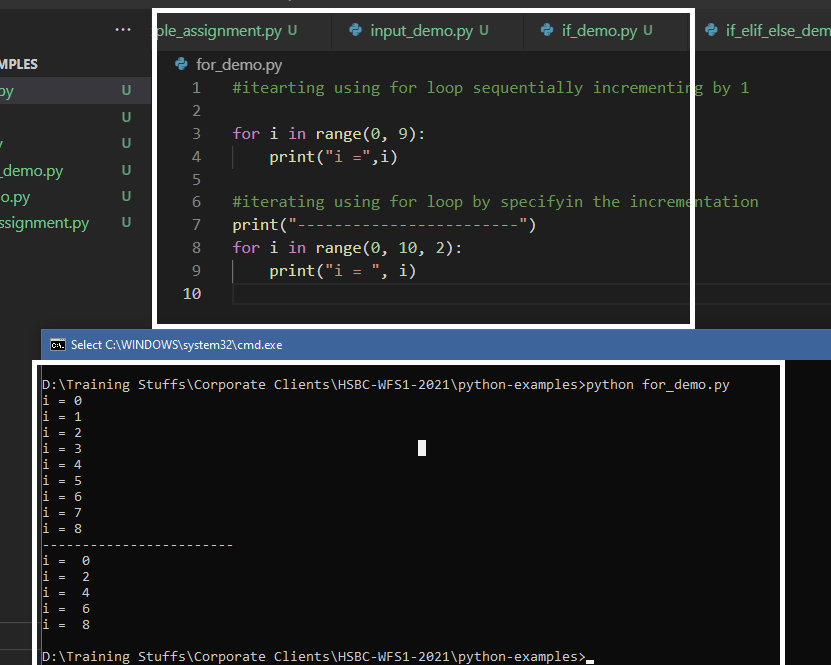 ... ple_assignment.py U input_demo.py U if_demo.py U if_elif_else_dem
MPLES
for_demo.py
py U
U
U
_demo.py U
o.py U
ssignment.py U
1 #itearting using for loop sequentially incrementing by 1
2
3 for i in range(0, 9):
4 print("i =",i)
5
6 #iterating using for loop by specifyin the incrementation
7 print("------------------------")
8 for i in range(0, 10, 2):
9 print("i = ", i)
10
Select C:\WINDOWS\system32\cmd.exe
D:\Training Stuffs\Corporate Clients\HSBC-WFS1-2021\python-examples>python for_demo.py
i = 0
i = 1
i = 2
i = 3
i = 4
i = 5
i = 6
i = 7
i = 8
------------------------
i =  0
i =  2
i =  4
i =  6
i =  8
D:\Training Stuffs\Corporate Clients\HSBC-WFS1-2021\python-examples>